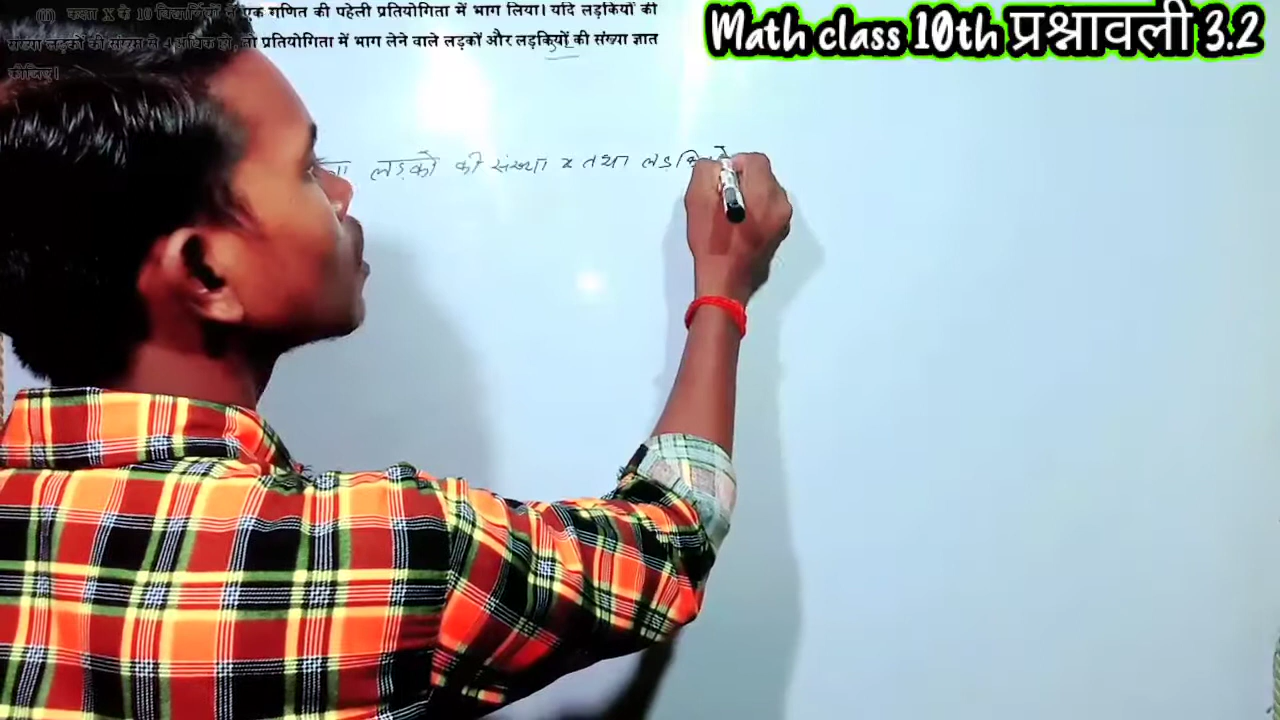 (ii) कक्षा X के 10 विद्यार्थियों ने एक गणित की पहेली प्रतियोगिता में भाग लिया। यदि लड़कियों की
संख्या लड़कों की संख्या से 4 अधिक हो, तो प्रतियोगिता में भाग लेने वाले लड़कों और लड़कियों की संख्या ज्ञात
कीजिए।
Math class 10th प्रश्नावली 3.2
लड़को की संख्या x तथा